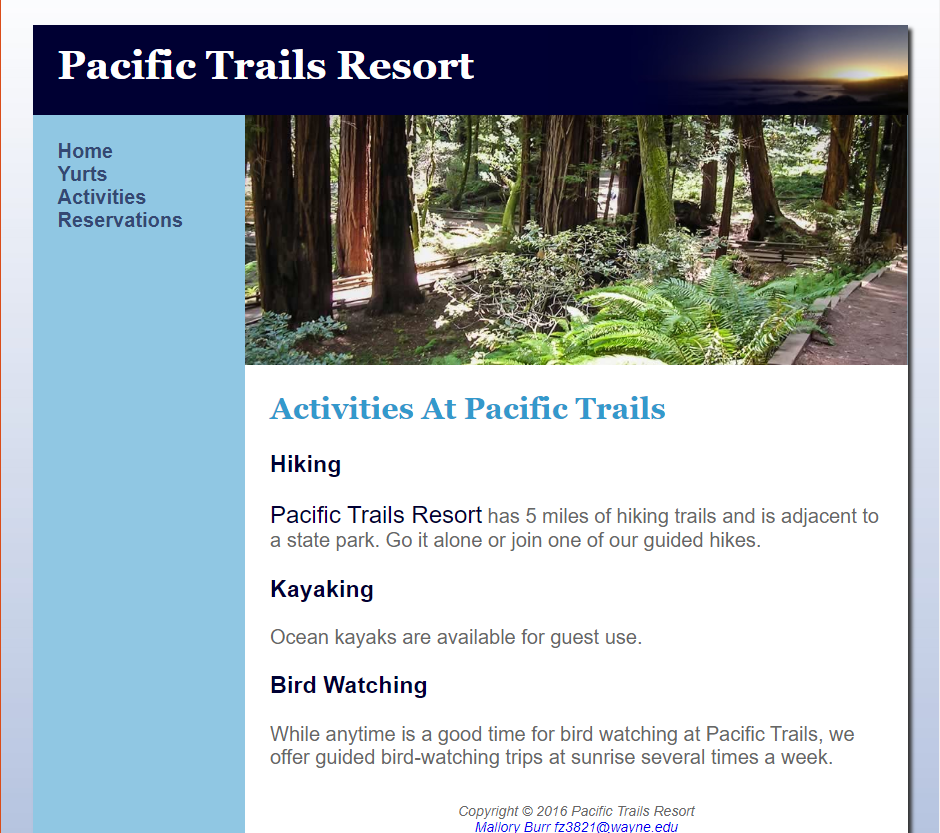 Pacific Trails Resort
Home
Yurts
Activities
Reservations
Activities At Pacific Trails
Hiking
Pacific Trails Resort has 5 miles of hiking trails and is adjacent to
a state park. Go it alone or join one of our guided hikes.
Kayaking
Ocean kayaks are available for guest use.
Bird Watching
While anytime is a good time for bird watching at Pacific Trails, we
offer guided bird-watching trips at sunrise several times a week.
Copyright © 2016 Pacific Trails Resort
Mallory Burr fz3821@wayne.edu